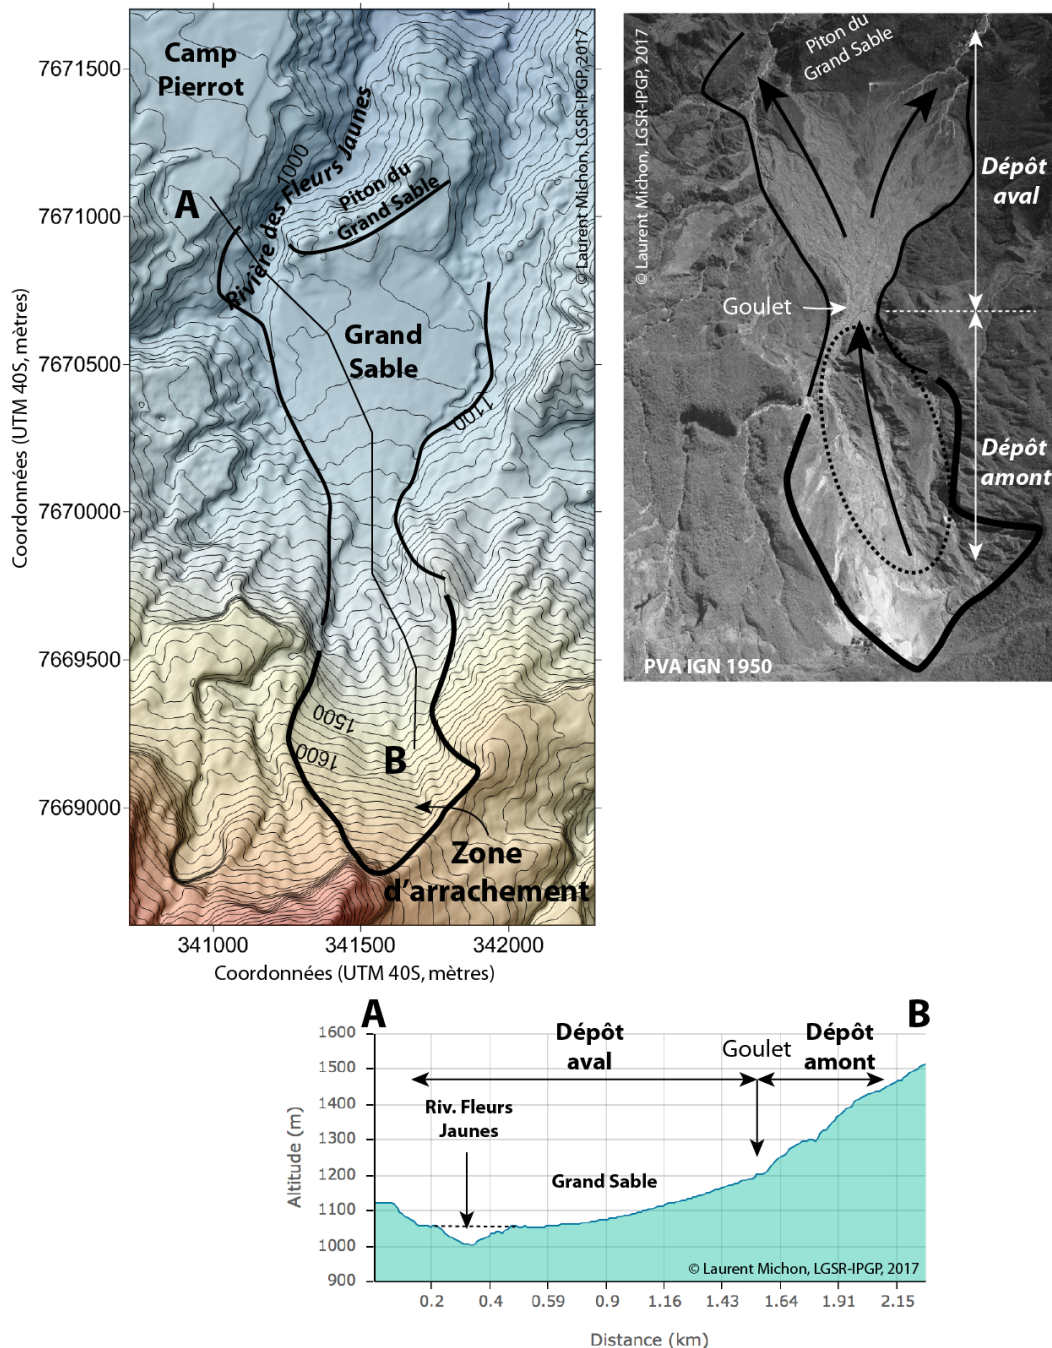 Camp
Pierrot
Rivière des Fleurs Jaunes
1000
Piton du
Grand Sable
A
Grand
Sable
1100
1500
1600
B
Zone
d'arrachement
© Laurent Michon, LGSR-IPGP, 2017
7671500
7671000
7670500
7670000
7669500
7669000
Coordonnées (UTM 40S, mètres)
341000
341500
342000
Coordonnées (UTM 40S, mètres)
Piton du
Grand Sable
© Laurent Michon, LGSR-IPGP, 2017
Dépôt
aval
Goulet
Dépôt
amont
PVA IGN 1950
A
B
Dépôt
aval
Goulet
Dépôt
amont
Riv. Fleurs
Jaunes
Grand Sable
© Laurent Michon, LGSR-IPGP, 2017
1600
1500
1400
1300
1200
1100
1000
900
Altitude (m)
0.2
0.4
0.59
0.9
1.16
1.43
1.64
1.91
2.15
Distance (km)